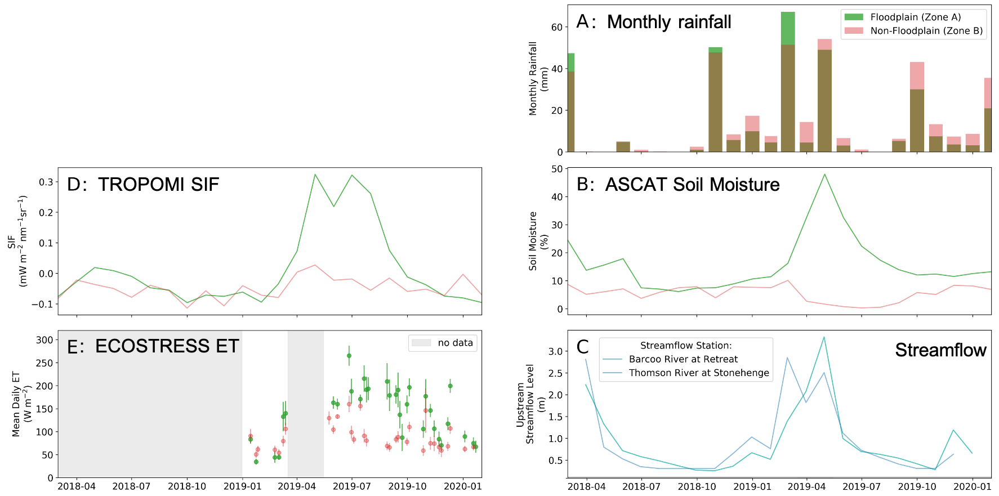 A: Monthly rainfall
Floodplain (Zone A)
Non-Floodplain (Zone B)
Monthly Rainfall
(mm)
60
40
20
0
D: TROPOMI SIF
SIF
(mW m−2 nm−1sr−1)
0.3
0.2
0.1
0.0
−0.1
B: ASCAT Soil Moisture
Soil Moisture
(%)
50
40
30
20
10
0
E: ECOSTRESS ET
no data
Mean Daily ET
(W m−2)
300
250
200
150
100
50
0
2018-04 2018-07 2018-10 2019-01 2019-04 2019-07 2019-10 2020-01
C
Streamflow
Streamflow Station:
Barcoo River at Retreat
Thomson River at Stonehenge
Upstream
Streamflow Level
(m)
3.0
2.5
2.0
1.5
1.0
0.5
2018-04 2018-07 2018-10 2019-01 2019-04 2019-07 2019-10 2020-01